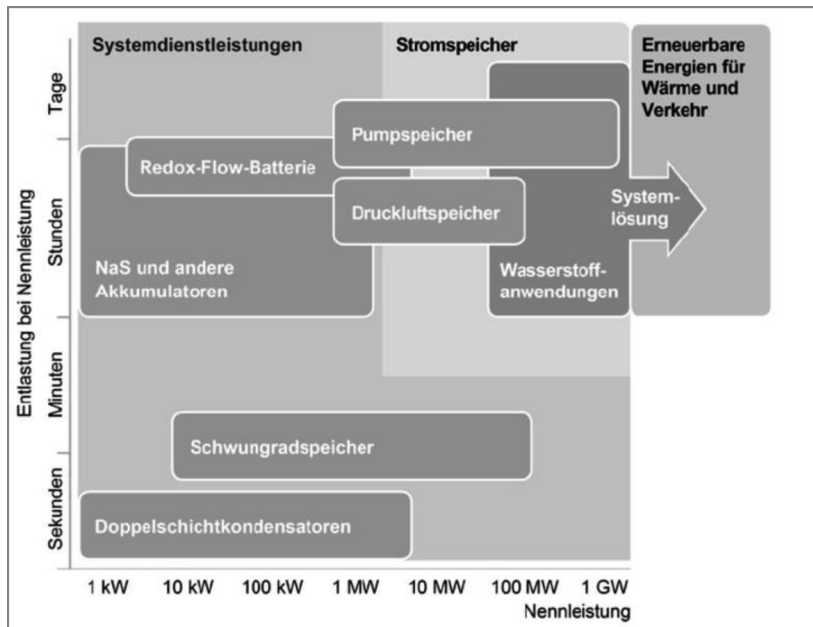 Systemdienstleistungen
Stromspeicher
Erneuerbare
Energien für
Wärme und
Verkehr
Pumpspeicher
Redox-Flow-Batterie
Druckluftspeicher
System-
lösung
NaS und andere
Akkumulatoren
Wasserstoff-
anwendungen
Schwungradspeicher
Doppelschichtkondensatoren
Entlastung bei Nennleistung
Tage
Stunden
Minuten
Sekunden
1 kW 10 kW 100 kW 1 MW 10 MW 100 MW 1 GW
Nennleistung